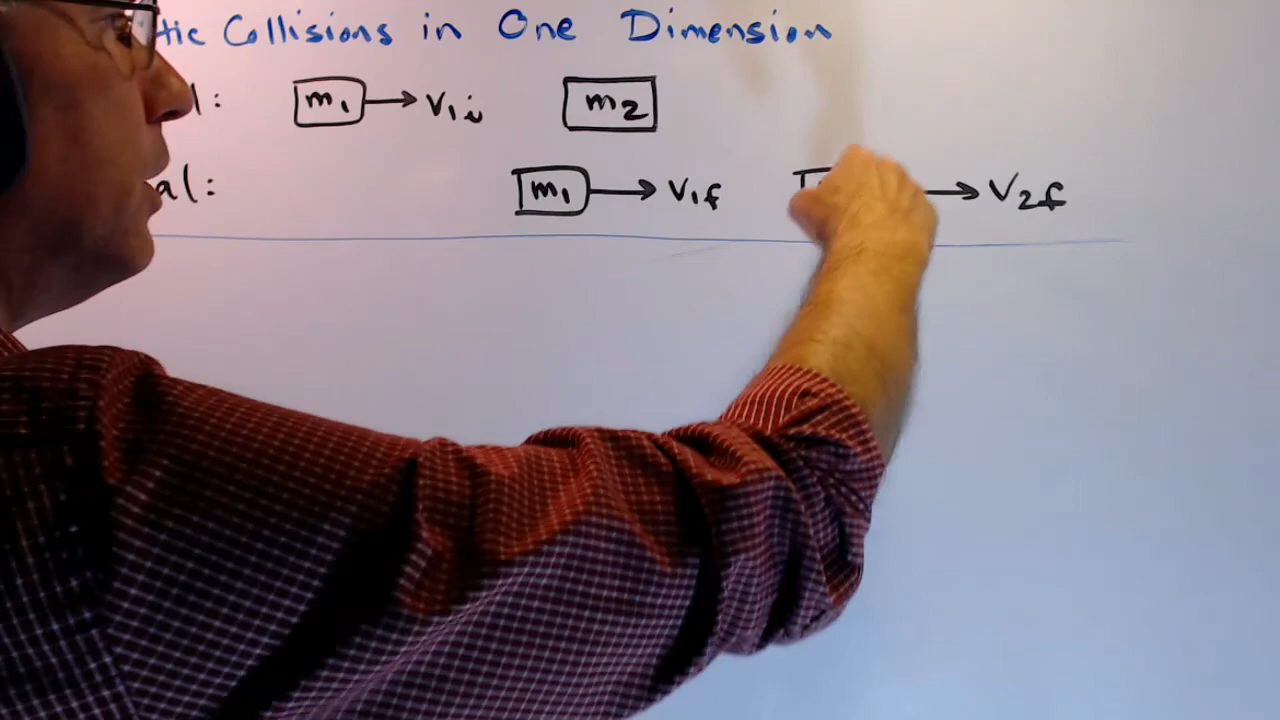 tic Collisions in One Dimension
l: m₁ → V₁ᵢ m₂
al: m₁ → V₁f → V₂f